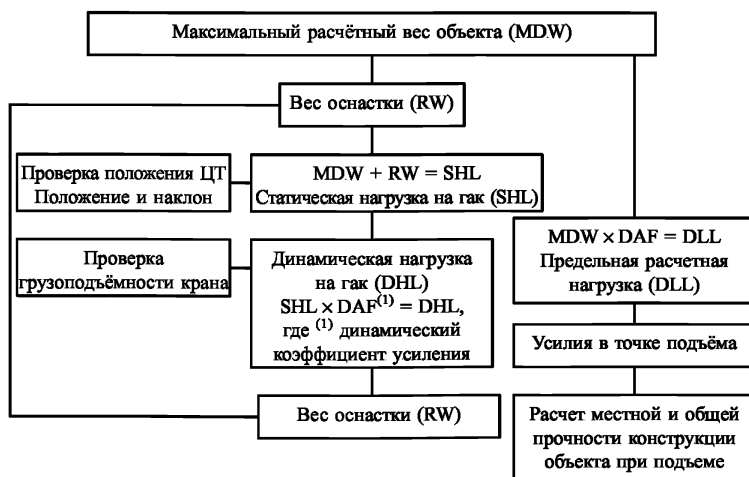 Максимальный расчётный вес объекта (MDW)
Вес оснастки (RW)
Проверка положения ЦТ
Положение и наклон
MDW + RW = SHL
Статическая нагрузка на гак (SHL)
Проверка
грузоподъёмности крана
Динамическая нагрузка
на гак (DHL)
SHL × DAF⁽¹⁾ = DHL,
где ⁽¹⁾ динамический
коэффициент усиления
Вес оснастки (RW)
MDW × DAF = DLL
Предельная расчетная
нагрузка (DLL)
Усилия в точке подъёма
Расчет местной и общей
прочности конструкции
объекта при подъеме